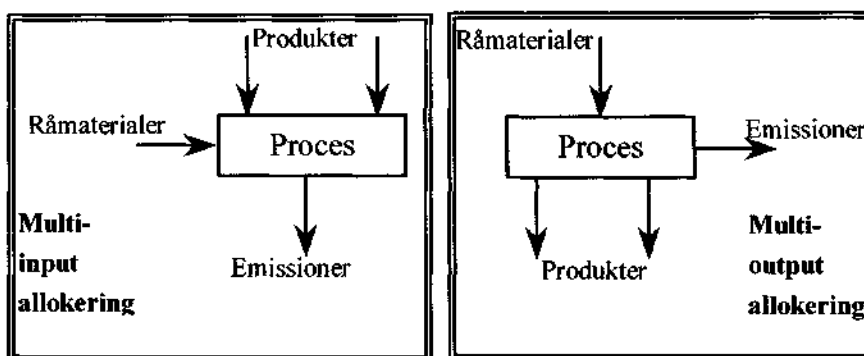 Produkter
Råmaterialer
Proces
Multi-
input
allokering
Emissioner
Råmaterialer
Proces
Emissioner
Produkter
Multi-
output
allokering